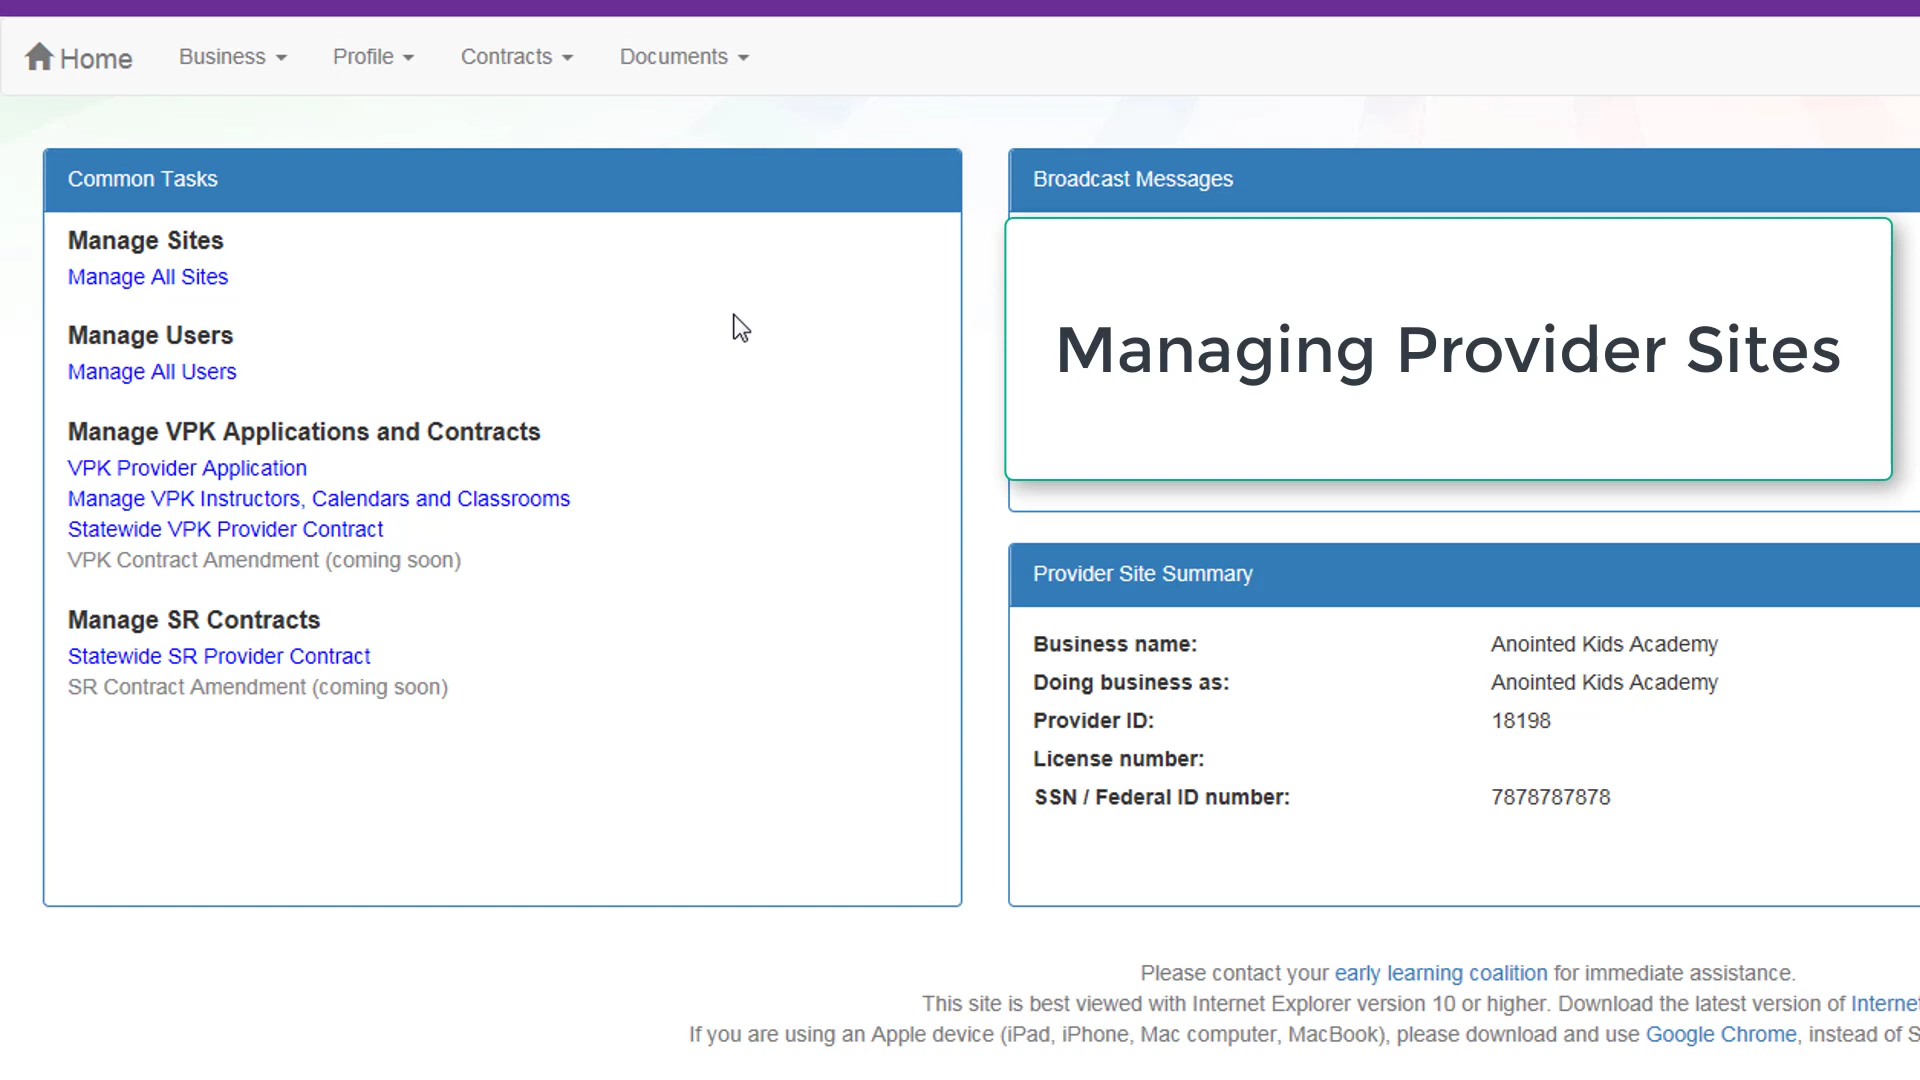 Home Business Profile Contracts Documents
Common Tasks
Manage Sites
Manage All Sites
Manage Users
Manage All Users
Manage VPK Applications and Contracts
VPK Provider Application
Manage VPK Instructors, Calendars and Classrooms
Statewide VPK Provider Contract
VPK Contract Amendment (coming soon)
Manage SR Contracts
Statewide SR Provider Contract
SR Contract Amendment (coming soon)
Broadcast Messages
Managing Provider Sites
Provider Site Summary
Business name: Anointed Kids Academy
Doing business as: Anointed Kids Academy
Provider ID: 18198
License number:
SSN / Federal ID number: 7878787878
Please contact your early learning coalition for immediate assistance.
This site is best viewed with Internet Explorer version 10 or higher. Download the latest version of Internet
If you are using an Apple device (iPad, iPhone, Mac computer, MacBook), please download and use Google Chrome, instead of S